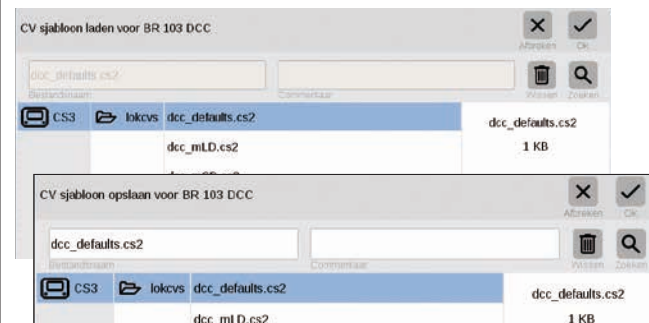 CV sjabloon laden voor BR 103 DCC
Afbreken OK
dcc_defaults.cs2
Bestandsnaam Commentaar Wissen Zoeken
CS3 lokcvs dcc_defaults.cs2 dcc_defaults.cs2
dcc_mLD.cs2 1 KB
CV sjabloon opslaan voor BR 103 DCC
Afbreken OK
dcc_defaults.cs2
Bestandsnaam Commentaar Wissen Zoeken
CS3 lokcvs dcc_defaults.cs2 dcc_defaults.cs2
dcc_mLD.cs2 1 KB